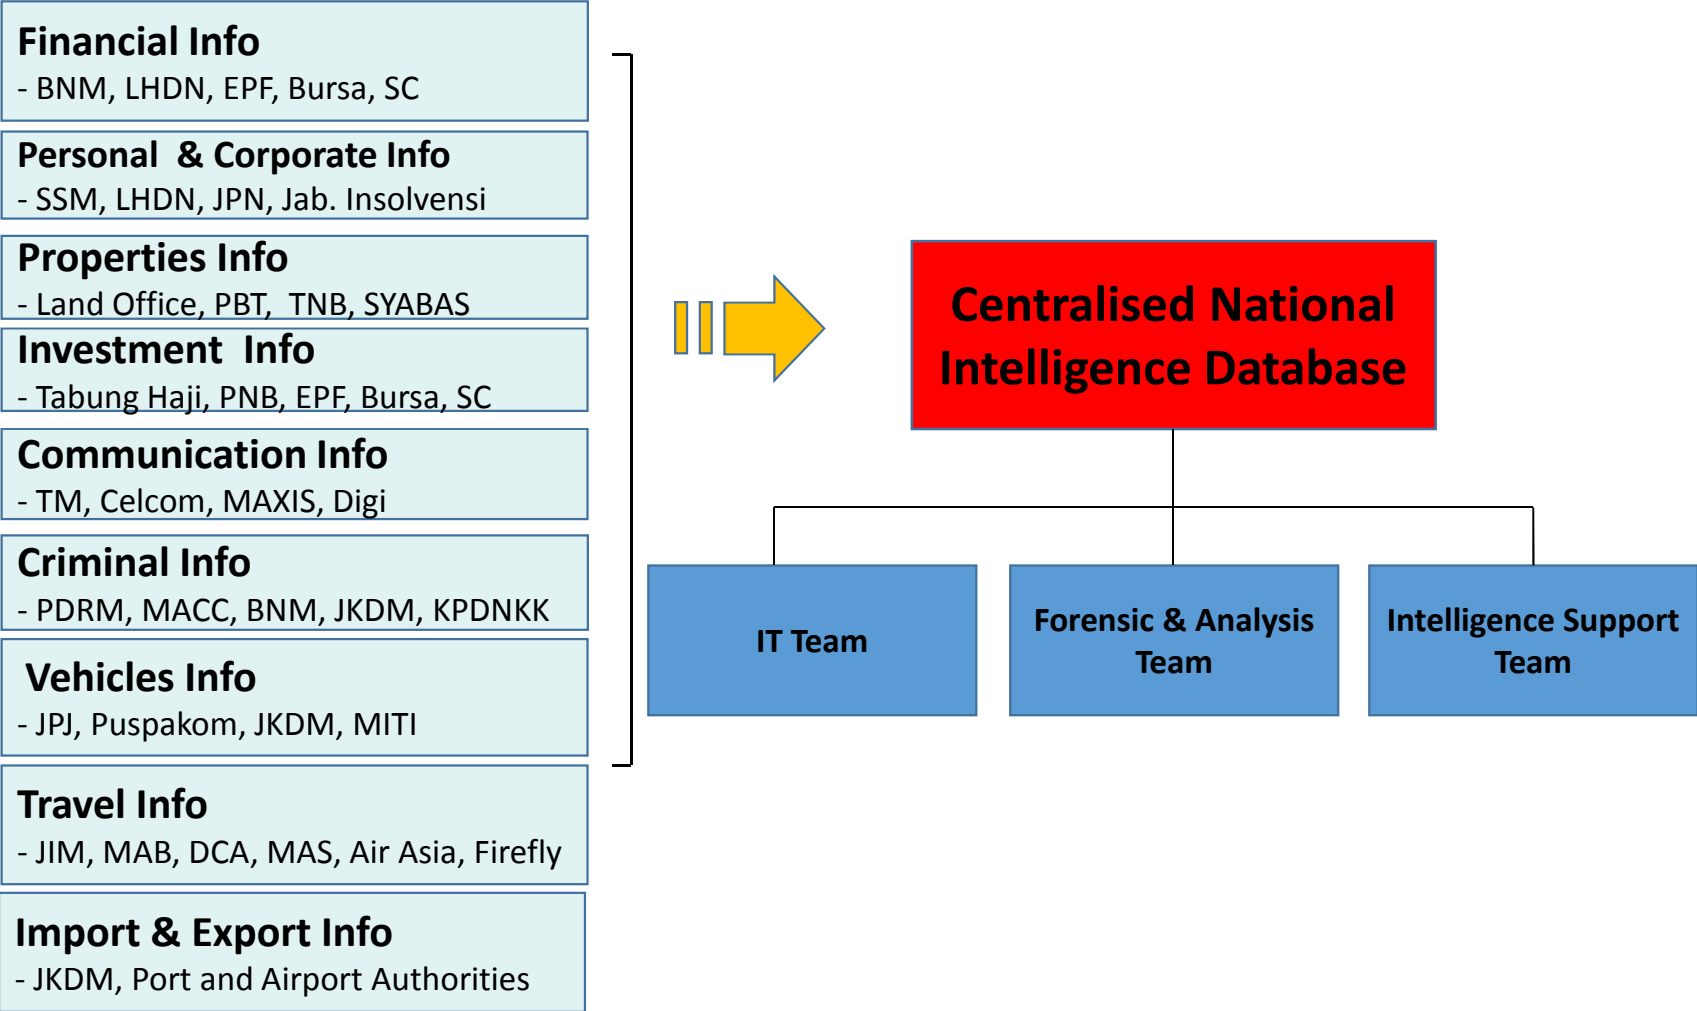 Financial Info
- BNM, LHDN, EPF, Bursa, SC
Personal & Corporate Info
- SSM, LHDN, JPN, Jab. Insolvensi
Properties Info
- Land Office, PBT, TNB, SYABAS
Investment Info
- Tabung Haji, PNB, EPF, Bursa, SC
Communication Info
- TM, Celcom, MAXIS, Digi
Criminal Info
- PDRM, MACC, BNM, JKDM, KPDNKK
Vehicles Info
- JPJ, Puspakom, JKDM, MITI
Travel Info
- JIM, MAB, DCA, MAS, Air Asia, Firefly
Import & Export Info
- JKDM, Port and Airport Authorities
Centralised National
Intelligence Database
IT Team
Forensic & Analysis
Team
Intelligence Support
Team